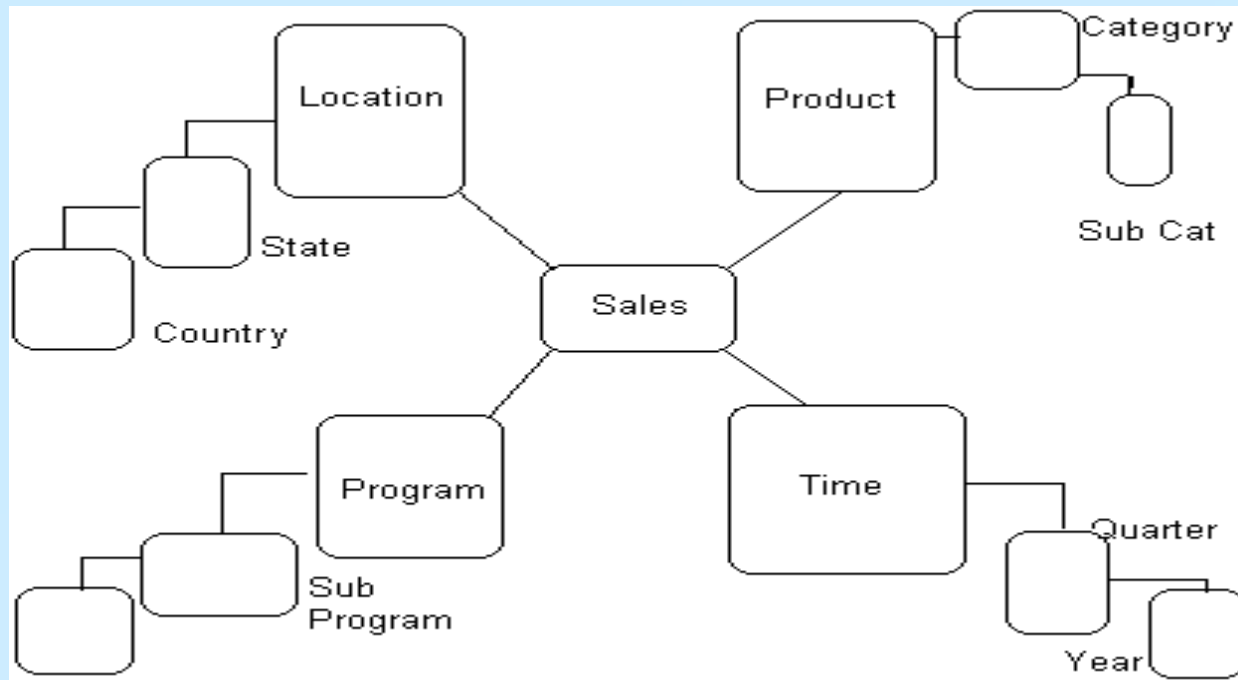 Location
Product
Category
State
Sub Cat
Country
Sales
Program
Time
Sub
Program
Quarter
Year